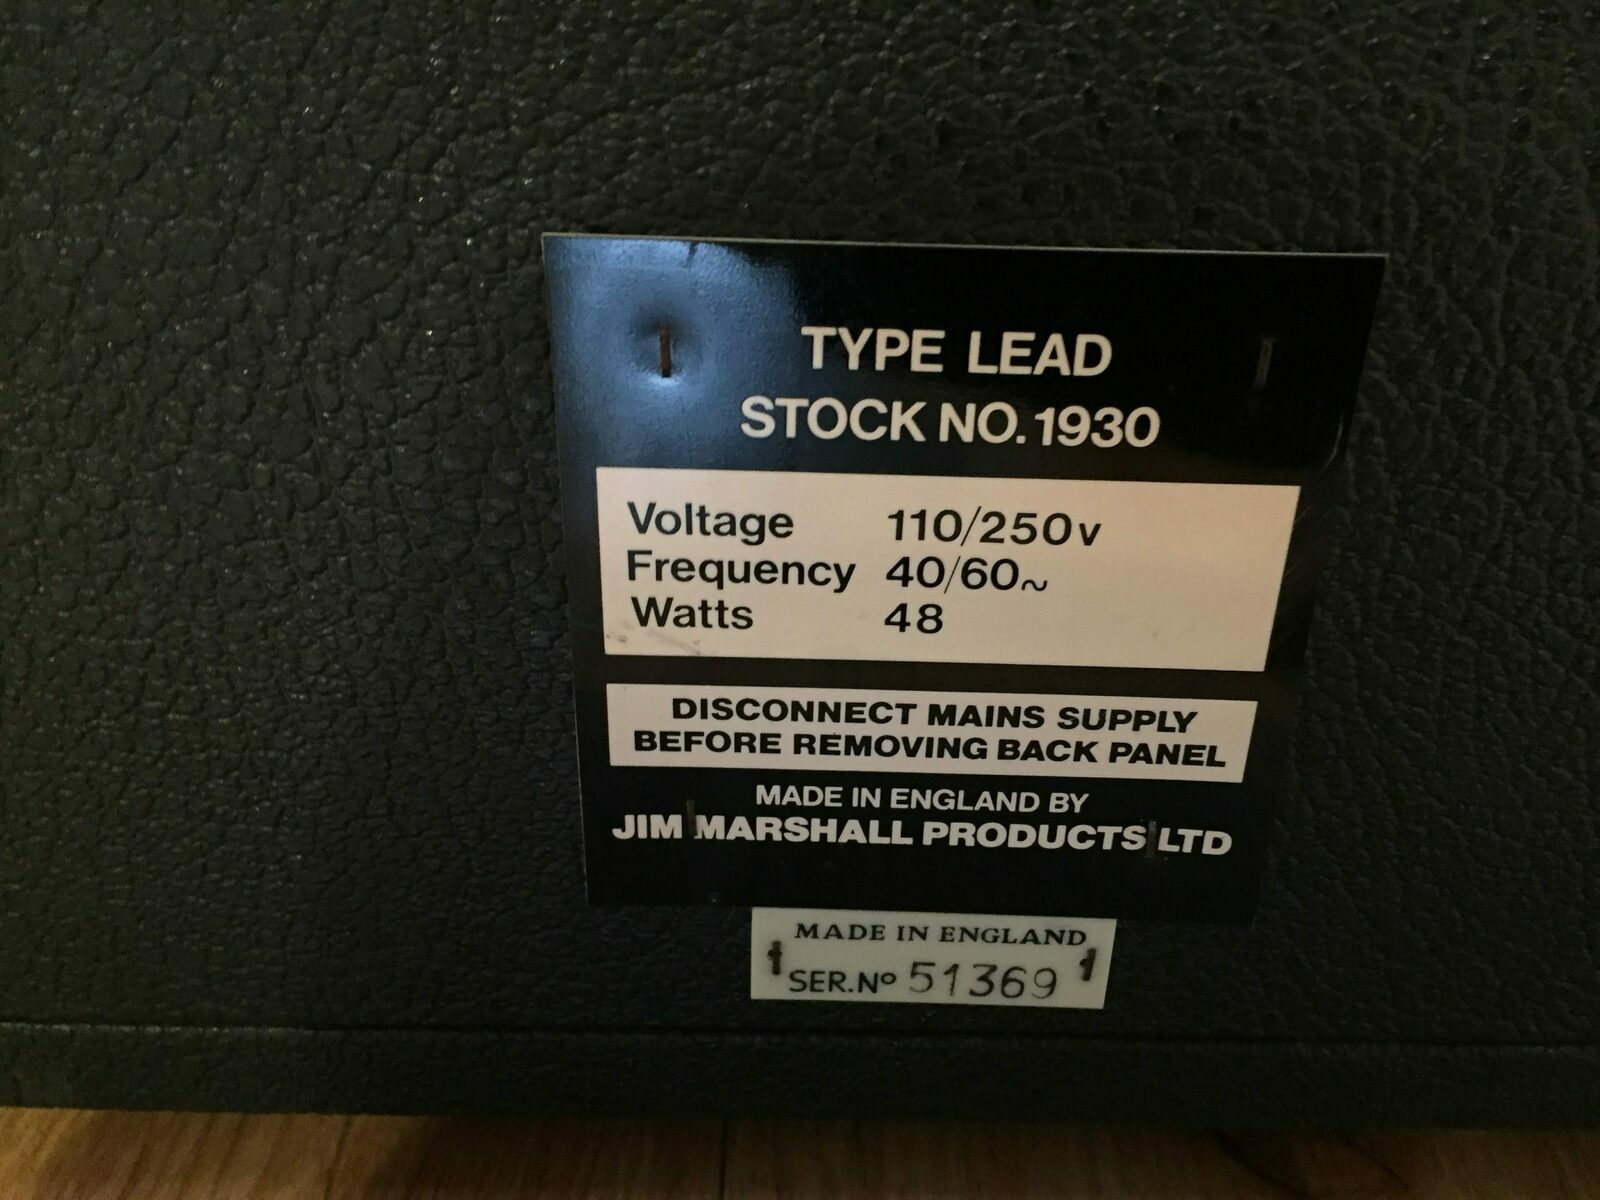 TYPE LEAD
STOCK NO. 1930
Voltage 110/250v
Frequency 40/60~
Watts 48
DISCONNECT MAINS SUPPLY
BEFORE REMOVING BACK PANEL
MADE IN ENGLAND BY
JIM MARSHALL PRODUCTS LTD
MADE IN ENGLAND
SER.Nº 51369